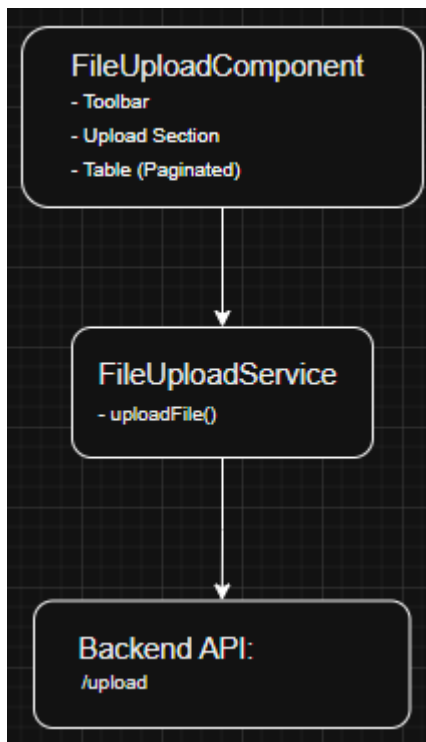 FileUploadComponent
- Toolbar
- Upload Section
- Table (Paginated)
FileUploadService
- uploadFile()
Backend API:
/upload